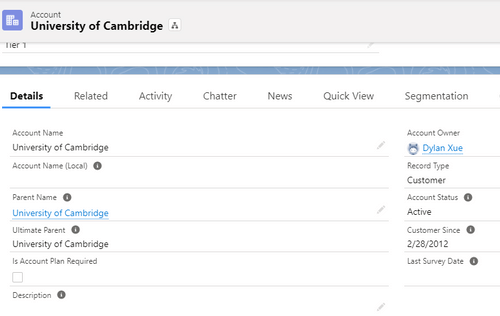 Account
University of Cambridge
Tier 1
Details Related Activity Chatter News Quick View Segmentation
Account Name
University of Cambridge
Account Name (Local)
Parent Name
University of Cambridge
Ultimate Parent
University of Cambridge
Is Account Plan Required
Description
Account Owner
Dylan Xue
Record Type
Customer
Account Status
Active
Customer Since
2/28/2012
Last Survey Date